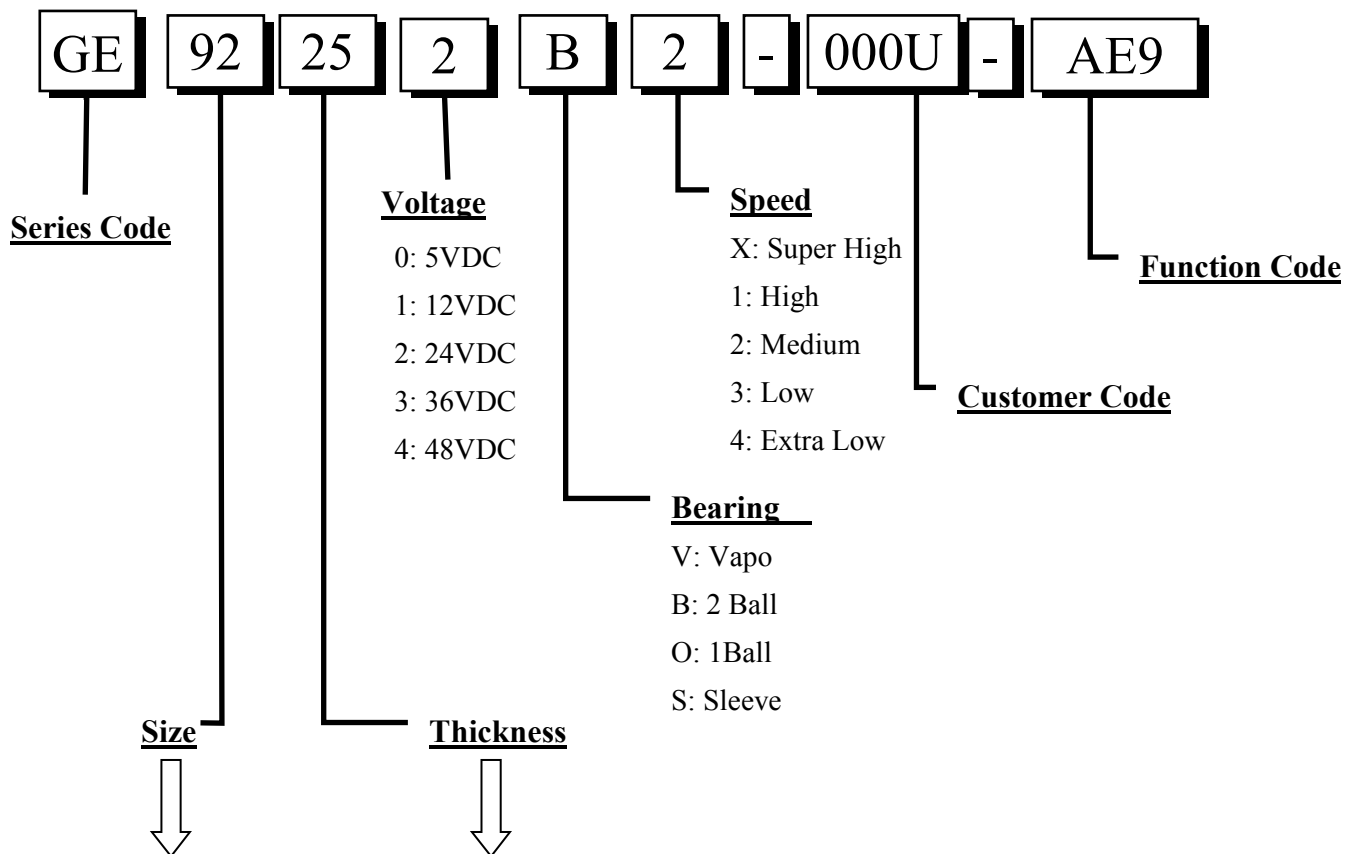 GE 92 25 2 B 2 - 000U - AE9
Series Code
Voltage
0: 5VDC
1: 12VDC
2: 24VDC
3: 36VDC
4: 48VDC
Speed
X: Super High
1: High
2: Medium
3: Low
4: Extra Low
Function Code
Customer Code
Bearing
V: Vapo
B: 2 Ball
O: 1Ball
S: Sleeve
Size
Thickness